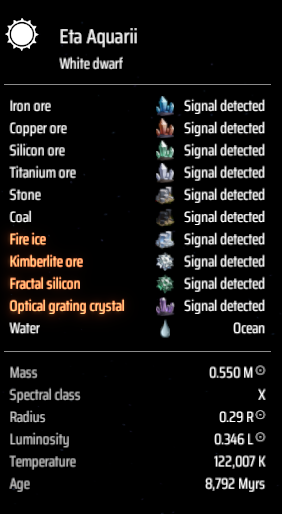 Eta Aquarii
White dwarf
Iron ore Signal detected
Copper ore Signal detected
Silicon ore Signal detected
Titanium ore Signal detected
Stone Signal detected
Coal Signal detected
Fire ice Signal detected
Kimberlite ore Signal detected
Fractal silicon Signal detected
Optical grating crystal Signal detected
Water Ocean
Mass 0.550 M☉
Spectral class X
Radius 0.29 R☉
Luminosity 0.346 L☉
Temperature 122,007 K
Age 8,792 Myrs